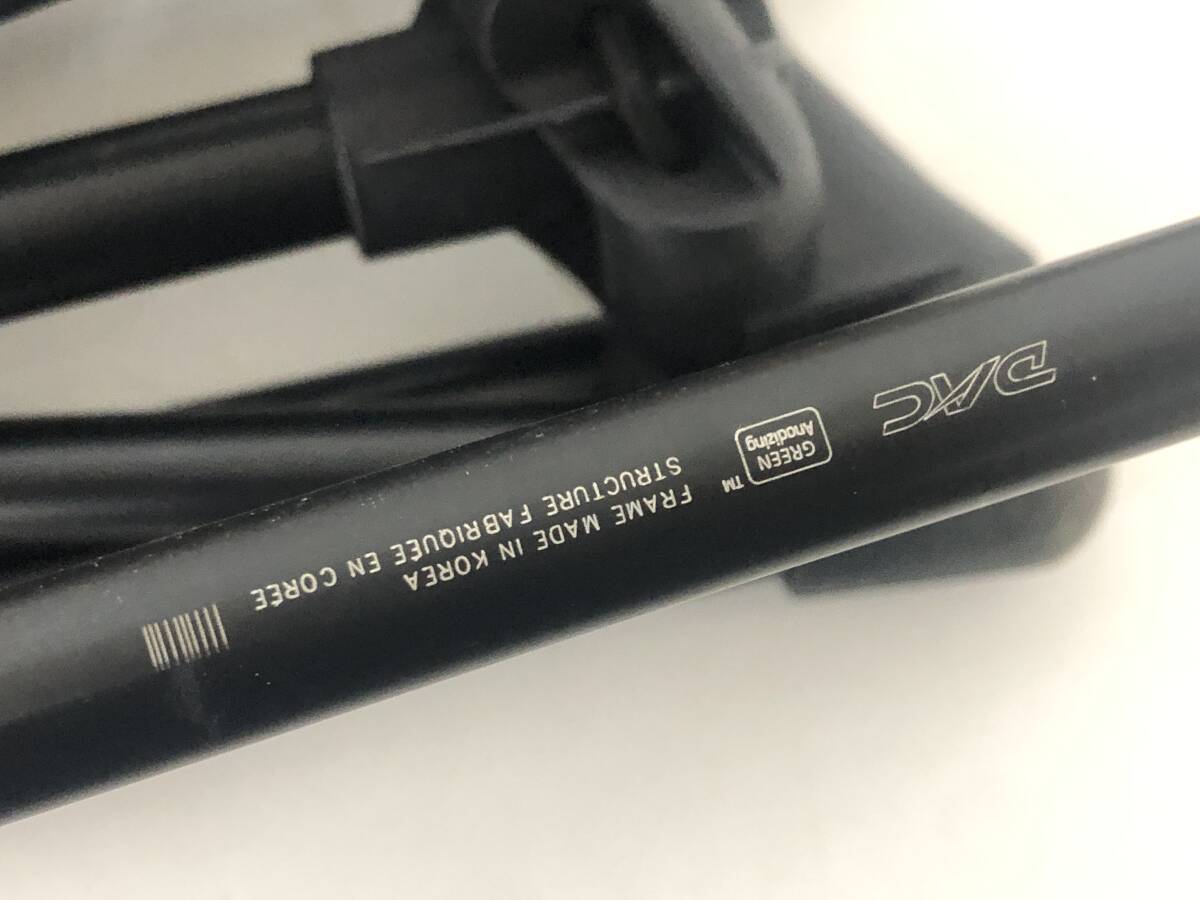 DAC
GREEN
Anodizing
TM
FRAME MADE IN KOREA
STRUCTURE FABRIQUÉE EN CORÉE